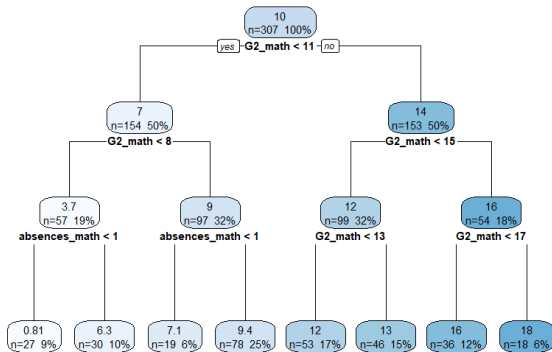 10
n=307 100%
yes G2_math < 11 no
7
n=154 50%
G2_math < 8
14
n=153 50%
G2_math < 15
3.7
n=57 19%
absences_math < 1
9
n=97 32%
absences_math < 1
12
n=99 32%
G2_math < 13
16
n=54 18%
G2_math < 17
0.81
n=27 9%
6.3
n=30 10%
7.1
n=19 6%
9.4
n=78 25%
12
n=53 17%
13
n=46 15%
16
n=36 12%
18
n=18 6%